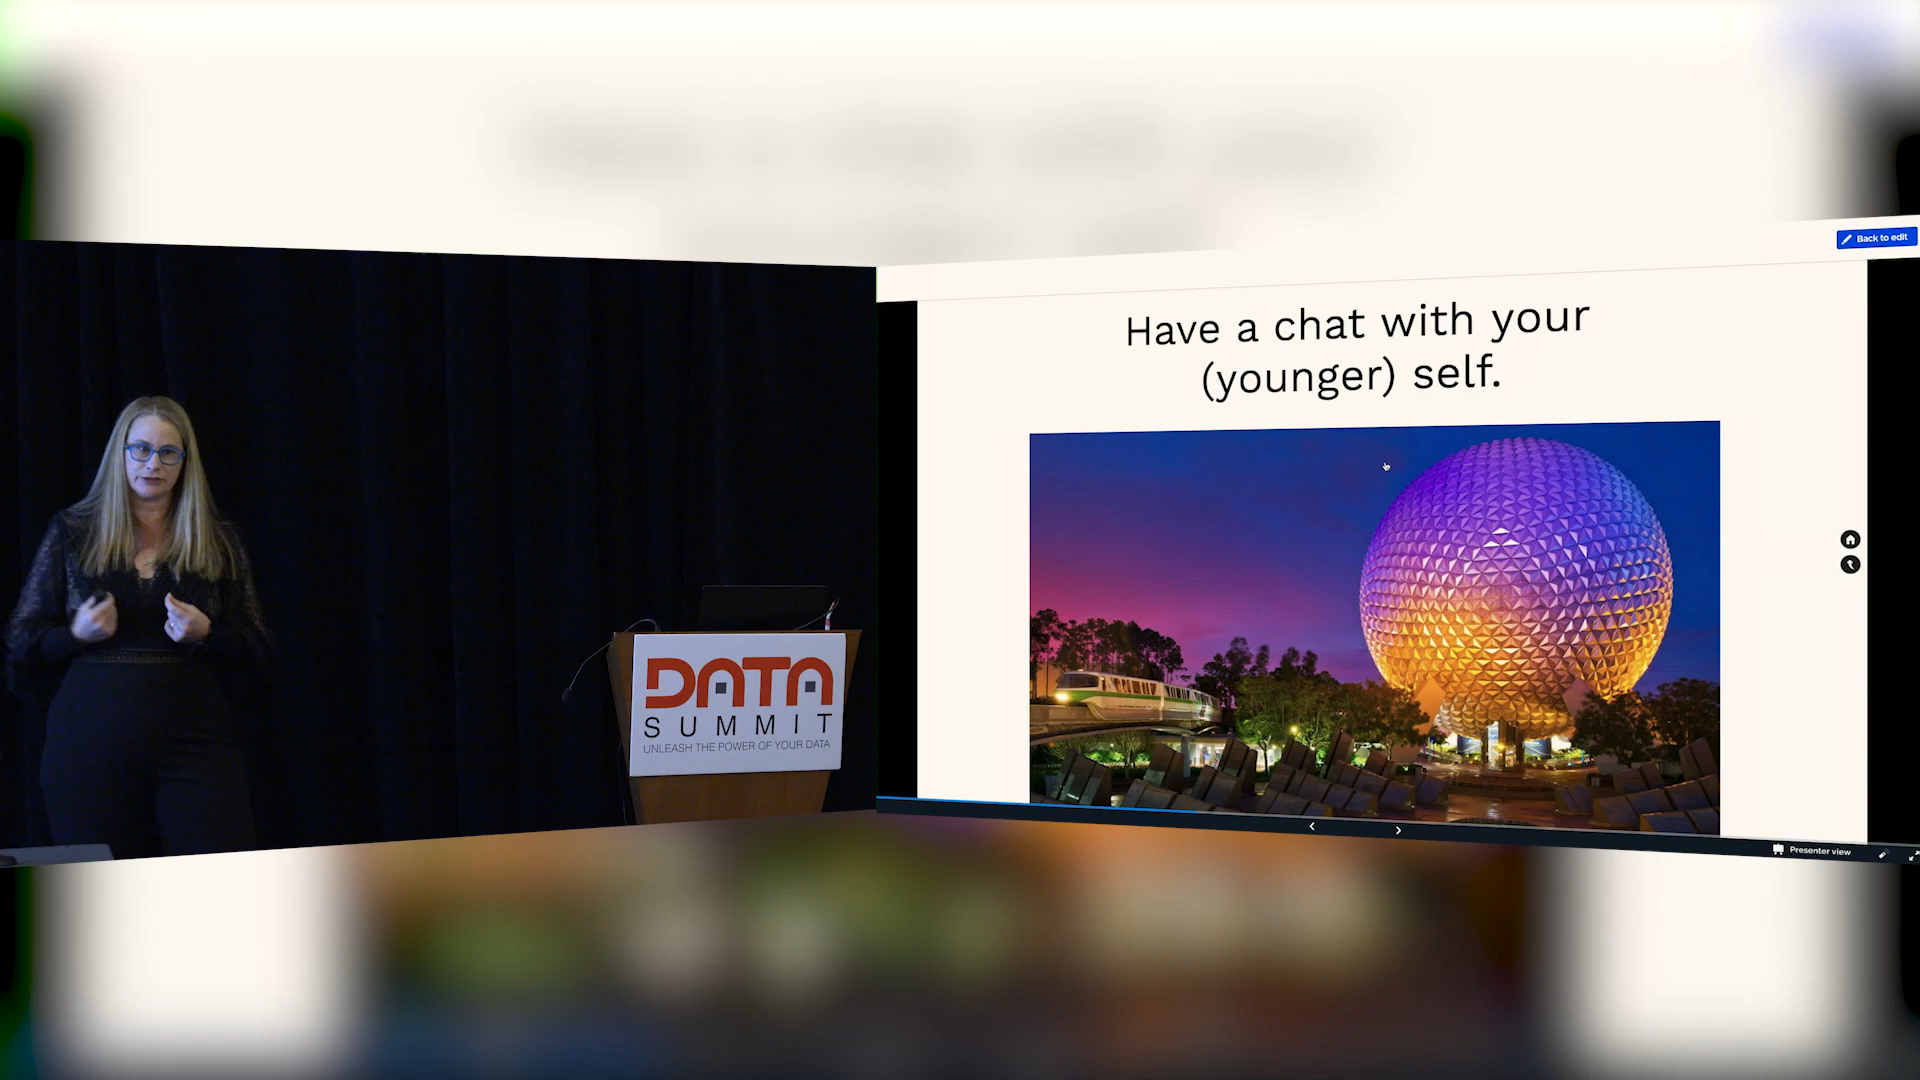 Back to edit
Have a chat with your
(younger) self.
DATA
SUMMIT
UNLEASH THE POWER OF YOUR DATA
Presenter view